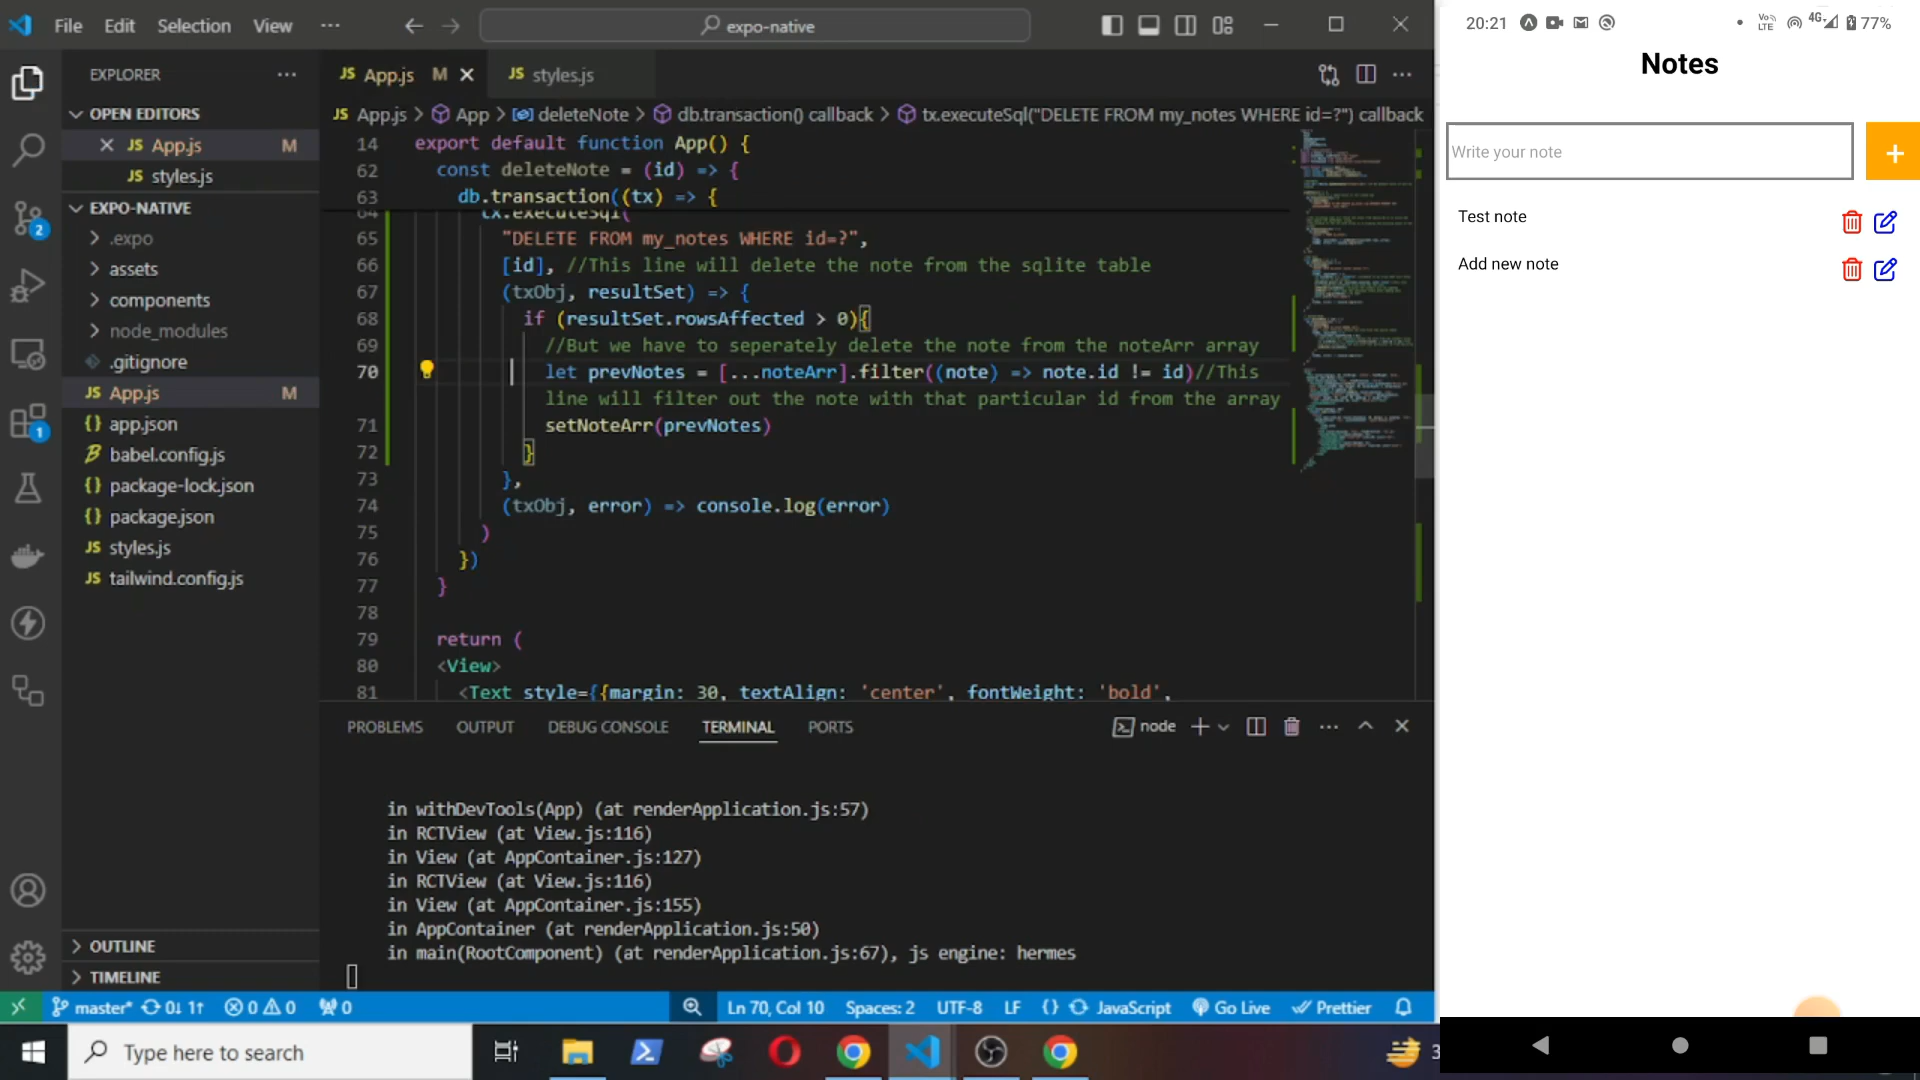 File Edit Selection View ···
expo-native
EXPLORER
OPEN EDITORS
JS App.js M
JS styles.js
EXPO-NATIVE
.expo
assets
components
node_modules
.gitignore
JS App.js M
{} app.json
babel.config.js
{} package-lock.json
{} package.json
JS styles.js
JS tailwind.config.js
OUTLINE
TIMELINE
JS App.js M
JS styles.js
JS App.js > App > deleteNote > db.transaction() callback > tx.executeSql("DELETE FROM my_notes WHERE id=?") callback
14 export default function App() {
62 const deleteNote = (id) => {
63 db.transaction((tx) => {
64 tx.executeSql(
65 "DELETE FROM my_notes WHERE id=?",
66 [id], //This line will delete the note from the sqlite table
67 (txObj, resultSet) => {
68 if (resultSet.rowsAffected > 0){
69 //But we have to seperately delete the note from the noteArr array
70 let prevNotes = [...noteArr].filter((note) => note.id != id)//This
line will filter out the note with that particular id from the array
71 setNoteArr(prevNotes)
72 }
73 },
74 (txObj, error) => console.log(error)
75 )
76 })
77 }
78
79 return (
80 <View>
81 <Text style={{margin: 30, textAlign: 'center', fontWeight: 'bold',
PROBLEMS OUTPUT DEBUG CONSOLE TERMINAL PORTS
node
in withDevTools(App) (at renderApplication.js:57)
in RCTView (at View.js:116)
in View (at AppContainer.js:127)
in RCTView (at View.js:116)
in View (at AppContainer.js:155)
in AppContainer (at renderApplication.js:50)
in main(RootComponent) (at renderApplication.js:67), js engine: hermes
master* 0↓ 1↑ 0 0 0
Ln 70, Col 10 Spaces: 2 UTF-8 LF {} JavaScript Go Live Prettier
2
1
Type here to search
3
20:21
Vo)) LTE 4G 77%
Notes
Write your note
+
Test note
Add new note